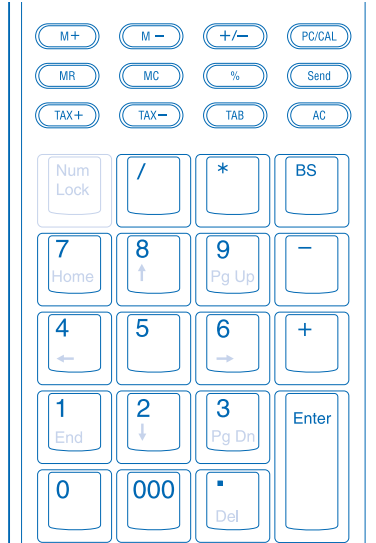 M+ M− +/− PC/CAL
MR MC % Send
TAX+ TAX− TAB AC
Num / * BS
Lock
7 8 9 −
Home ↑ Pg Up
4 5 6 +
← →
1 2 3
End ↓ Pg Dn Enter
0 000 .
Del